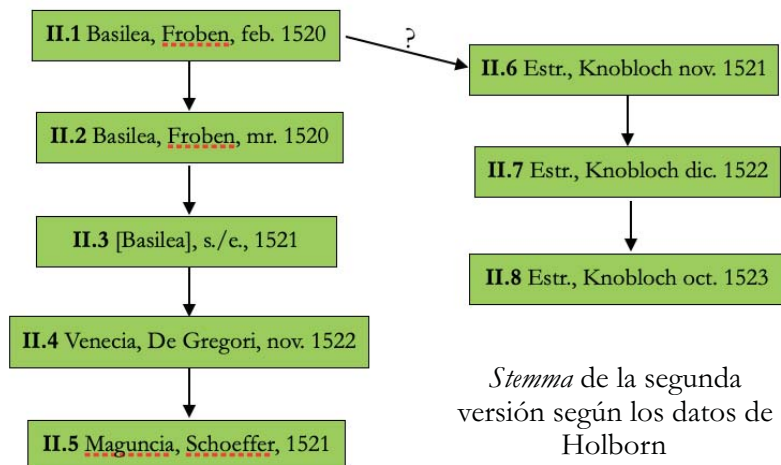 II.1 Basilea, Froben, feb. 1520
?
II.6 Estr., Knobloch nov. 1521
II.2 Basilea, Froben, mr. 1520
II.7 Estr., Knobloch dic. 1522
II.3 [Basilea], s./e., 1521
II.8 Estr., Knobloch oct. 1523
II.4 Venecia, De Gregori, nov. 1522
II.5 Maguncia, Schoeffer, 1521
Stemma de la segunda
versión según los datos de
Holborn